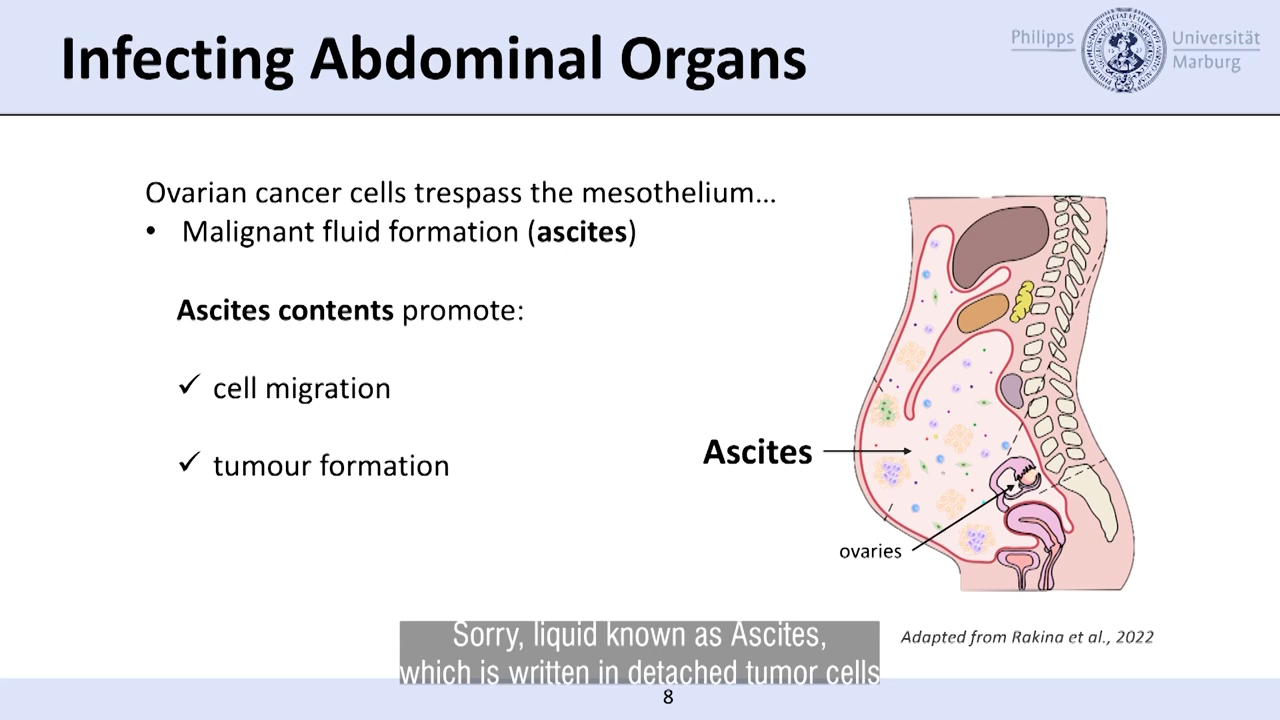 Infecting Abdominal Organs
Philipps
Universität
Marburg
Ovarian cancer cells trespass the mesothelium...
• Malignant fluid formation (ascites)
Ascites contents promote:
✓ cell migration
✓ tumour formation
Ascites
ovaries
Adapted from Rakina et al., 2022
Sorry, liquid known as Ascites,
which is written in detached tumor cells
8